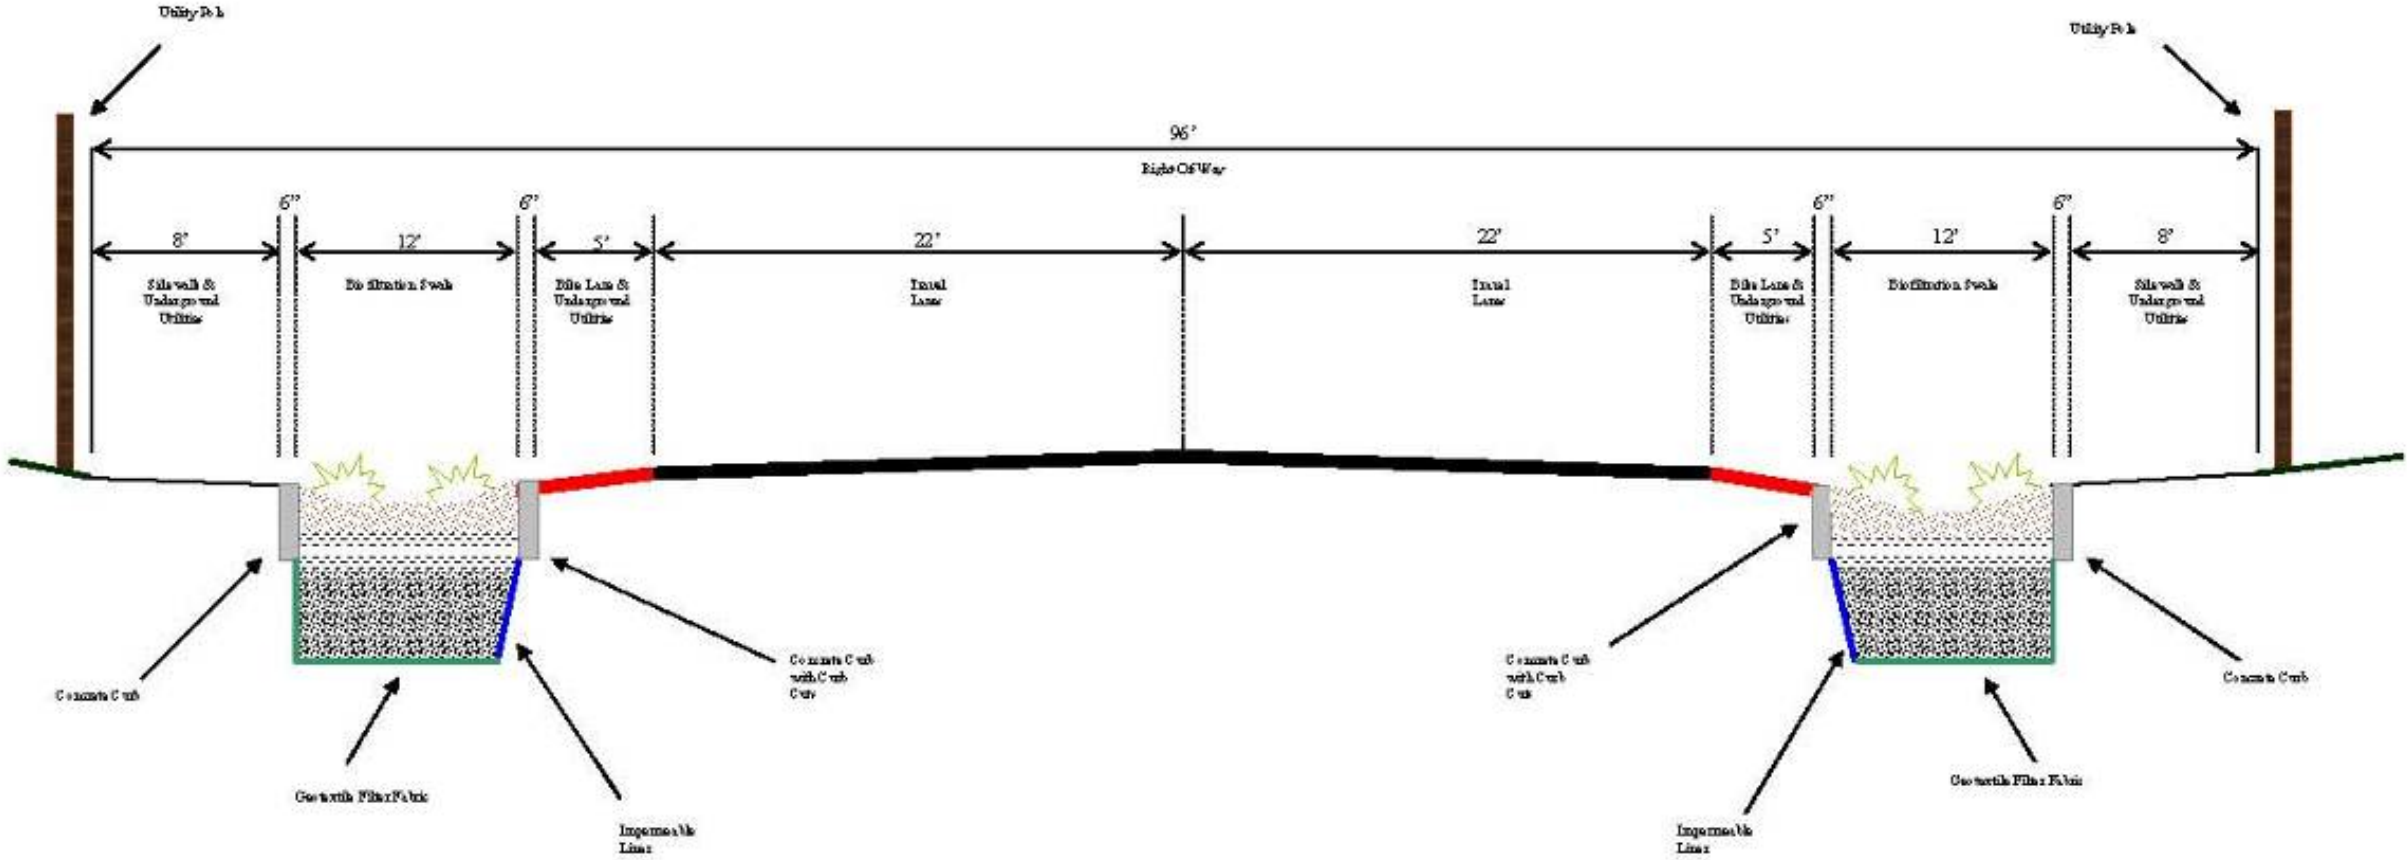 Utility Pole
Utility Pole
96’
Right Of Way
6”
6”
6”
6”
8’
12’
5’
22’
22’
5’
12’
8’
Sidewalk &
Underground
Utilities
Biofiltration Swale
Bike Lane &
Underground
Utilities
Travel
Lanes
Travel
Lanes
Bike Lane &
Underground
Utilities
Biofiltration Swale
Sidewalk &
Underground
Utilities
Concrete Curb
Geotextile Filter Fabric
Impermeable
Liner
Concrete Curb
with Curb
Cuts
Concrete Curb
with Curb
Cuts
Impermeable
Liner
Geotextile Filter Fabric
Concrete Curb